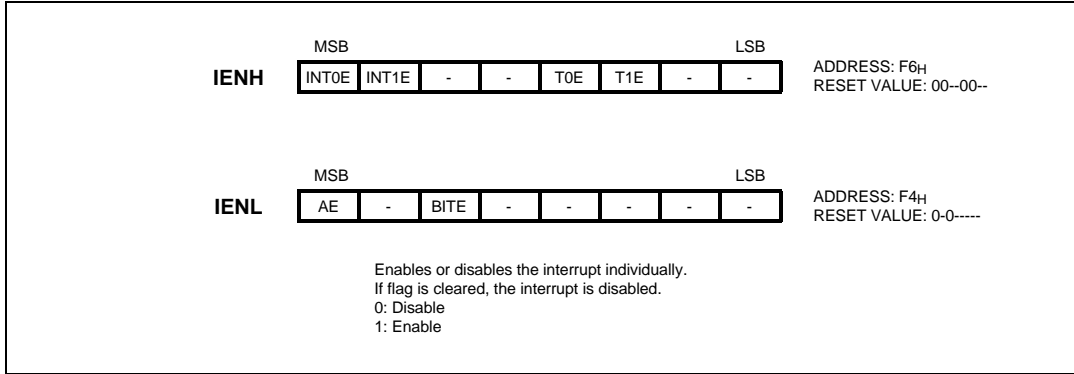 MSB LSB
IENH INT0E INT1E - - T0E T1E - - ADDRESS: F6H
RESET VALUE: 00--00--
MSB LSB
IENL AE - BITE - - - - - ADDRESS: F4H
RESET VALUE: 0-0-----
Enables or disables the interrupt individually.
If flag is cleared, the interrupt is disabled.
0: Disable
1: Enable